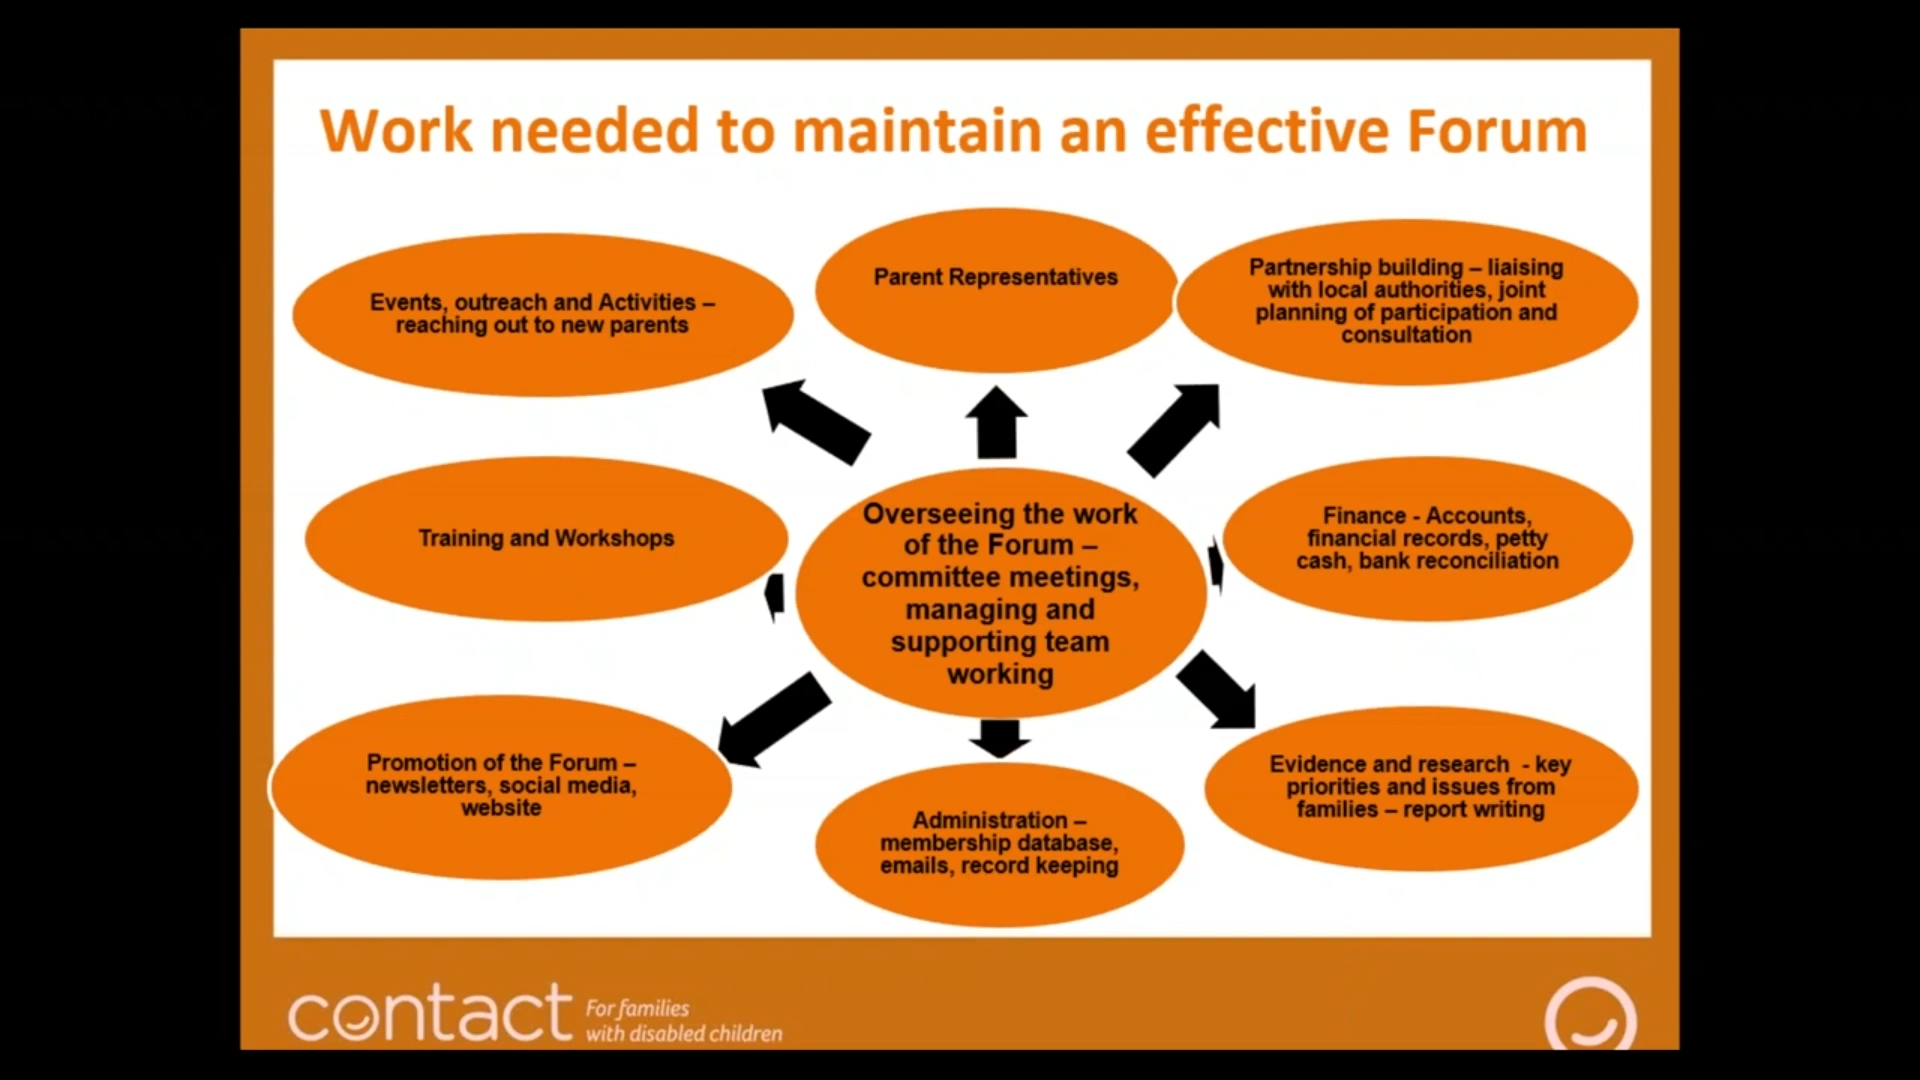 Work needed to maintain an effective Forum
Events, outreach and Activities –
reaching out to new parents
Parent Representatives
Partnership building – liaising
with local authorities, joint
planning of participation and
consultation
Training and Workshops
Overseeing the work
of the Forum –
committee meetings,
managing and
supporting team
working
Finance - Accounts,
financial records, petty
cash, bank reconciliation
Promotion of the Forum –
newsletters, social media,
website
Administration –
membership database,
emails, record keeping
Evidence and research  - key
priorities and issues from
families – report writing
contact
For families
with disabled children